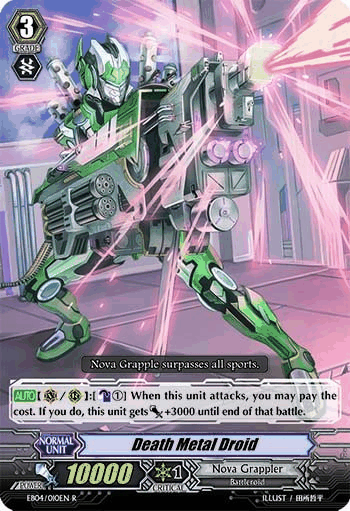 3
GRADE
Nova Grapple surpasses all sports.
AUTO【 / 】:[①] When this unit attacks, you may pay the
cost. If you do, this unit gets +3000 until end of that battle.
NORMAL
UNIT
Death Metal Droid
POWER
10000
1
CRITICAL
Nova Grappler
Battleroid
EB04/010EN R
ILLUST / 田所哲平